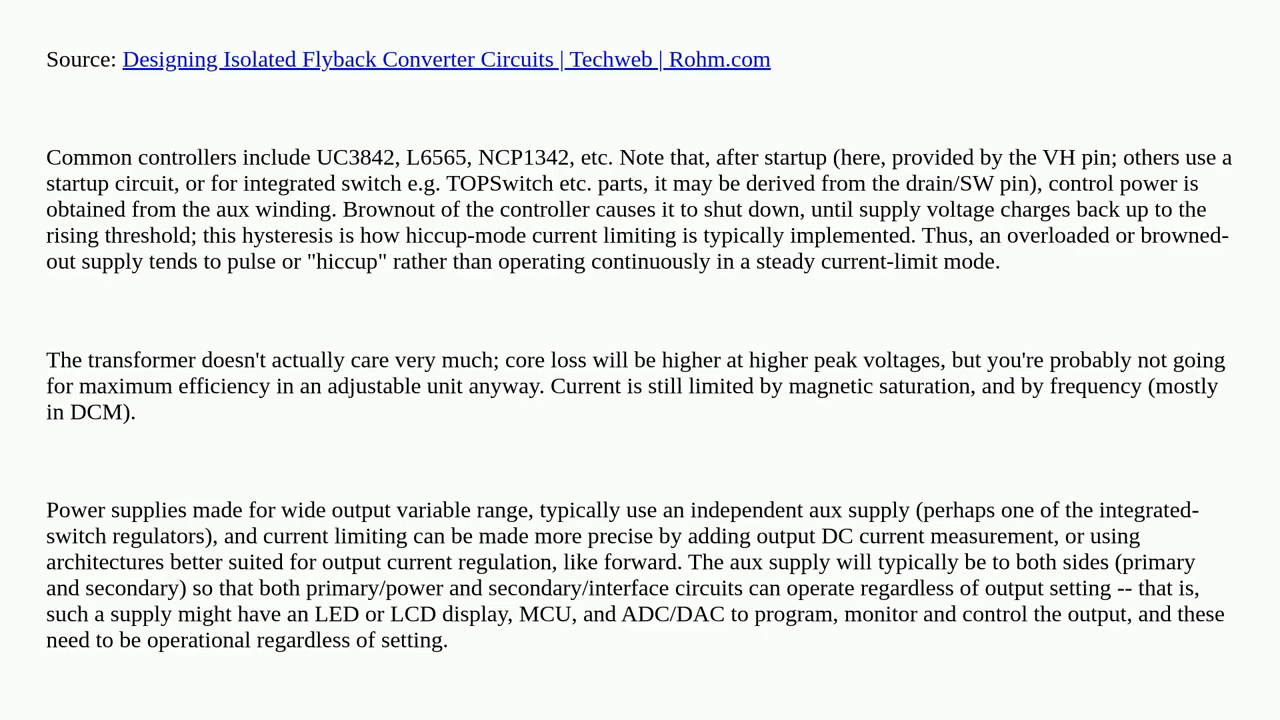 Source: Designing Isolated Flyback Converter Circuits | Techweb | Rohm.com
Common controllers include UC3842, L6565, NCP1342, etc. Note that, after startup (here, provided by the VH pin; others use a
startup circuit, or for integrated switch e.g. TOPSwitch etc. parts, it may be derived from the drain/SW pin), control power is
obtained from the aux winding. Brownout of the controller causes it to shut down, until supply voltage charges back up to the
rising threshold; this hysteresis is how hiccup-mode current limiting is typically implemented. Thus, an overloaded or browned-
out supply tends to pulse or "hiccup" rather than operating continuously in a steady current-limit mode.
The transformer doesn't actually care very much; core loss will be higher at higher peak voltages, but you're probably not going
for maximum efficiency in an adjustable unit anyway. Current is still limited by magnetic saturation, and by frequency (mostly
in DCM).
Power supplies made for wide output variable range, typically use an independent aux supply (perhaps one of the integrated-
switch regulators), and current limiting can be made more precise by adding output DC current measurement, or using
architectures better suited for output current regulation, like forward. The aux supply will typically be to both sides (primary
and secondary) so that both primary/power and secondary/interface circuits can operate regardless of output setting -- that is,
such a supply might have an LED or LCD display, MCU, and ADC/DAC to program, monitor and control the output, and these
need to be operational regardless of setting.